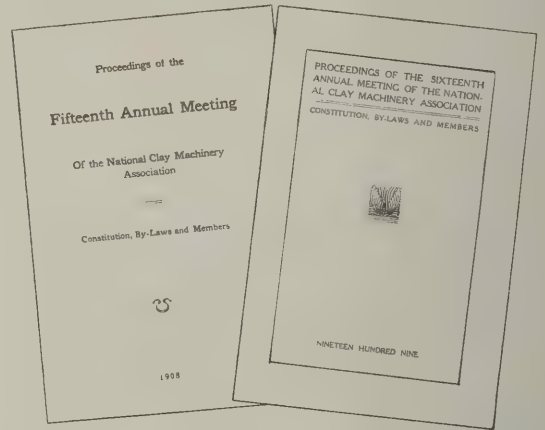 Proceedings of the
Fifteenth Annual Meeting
Of the National Clay Machinery
Association
Constitution, By-Laws and Members
1908
PROCEEDINGS OF THE SIXTEENTH
ANNUAL MEETING OF THE NATION-
AL CLAY MACHINERY ASSOCIATION
CONSTITUTION, BY-LAWS AND MEMBERS
NINETEEN HUNDRED NINE